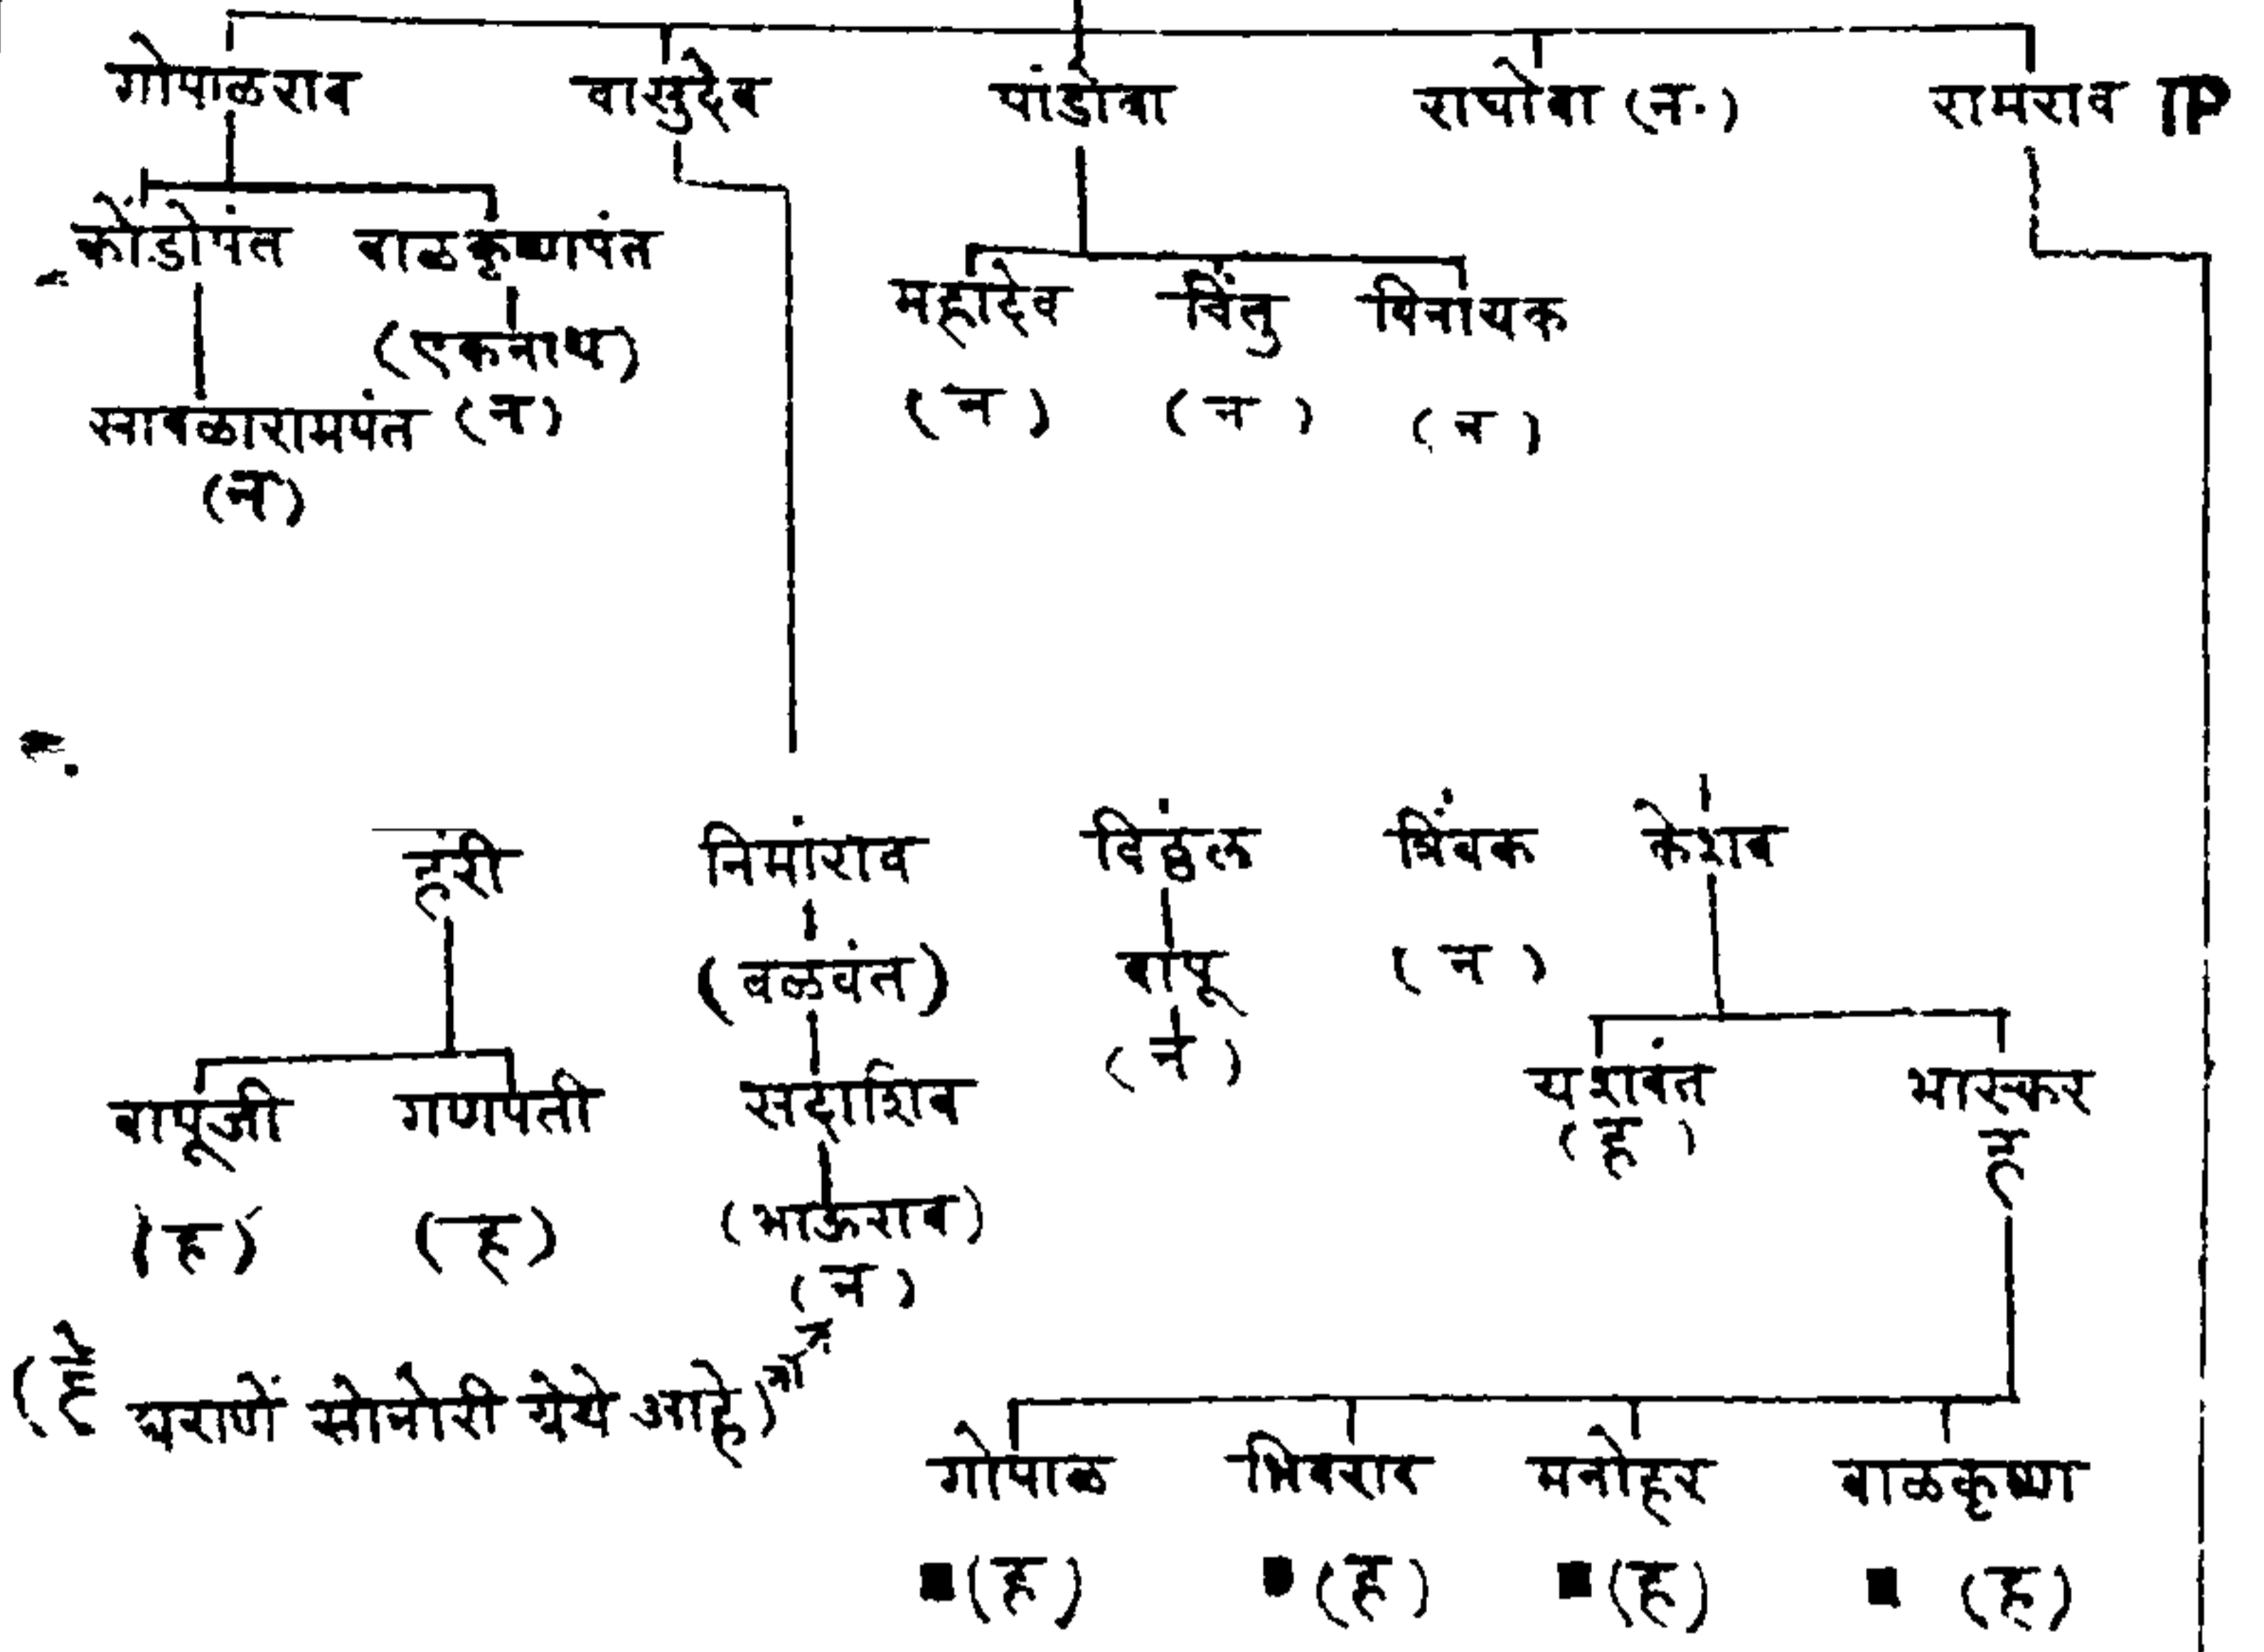 गोपाळराव वासुदेव पांडोबा राघोबा (न.) रामराव
कोंडोपंत बाळकृष्णपंत
महादेव चिंतु विनायक
(एकनाथ)
सावळारामपंत (न) (न) (न) (न)
(न)
हरी निमांराव विठ्ठल त्रिंबक केशव
(बळवंत) बापू (न)
(न)
बापूजी गणपती सदाशिव यशवंत भास्कर
(ह) ह
(ह) (ह) (भाऊराव)
(न)
(हें घराणें सोनोरी येथे आहे)
गोपाळ भिवराव मनोहर बाळकृष्ण
(ह) (ह) (ह) (ह)